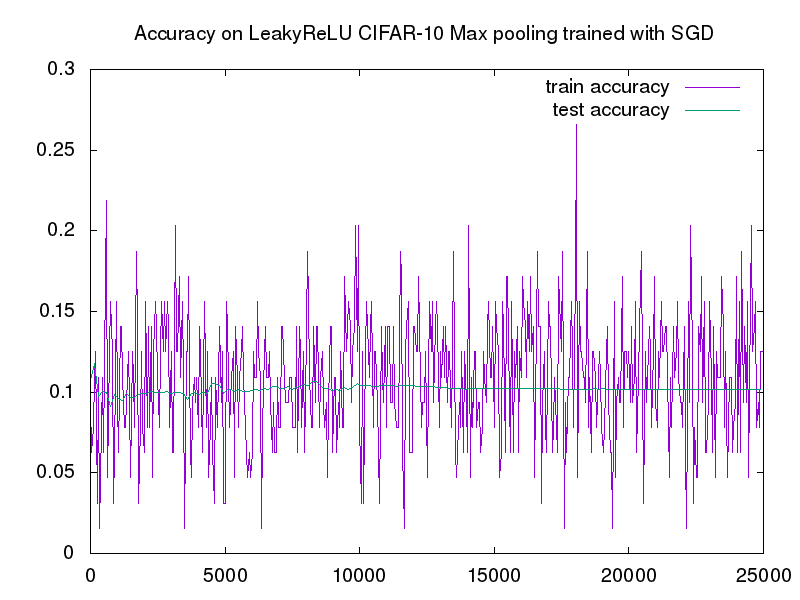 Accuracy on LeakyReLU CIFAR-10 Max pooling trained with SGD
train accuracy
test accuracy
0.3
0.25
0.2
0.15
0.1
0.05
0
0 5000 10000 15000 20000 25000